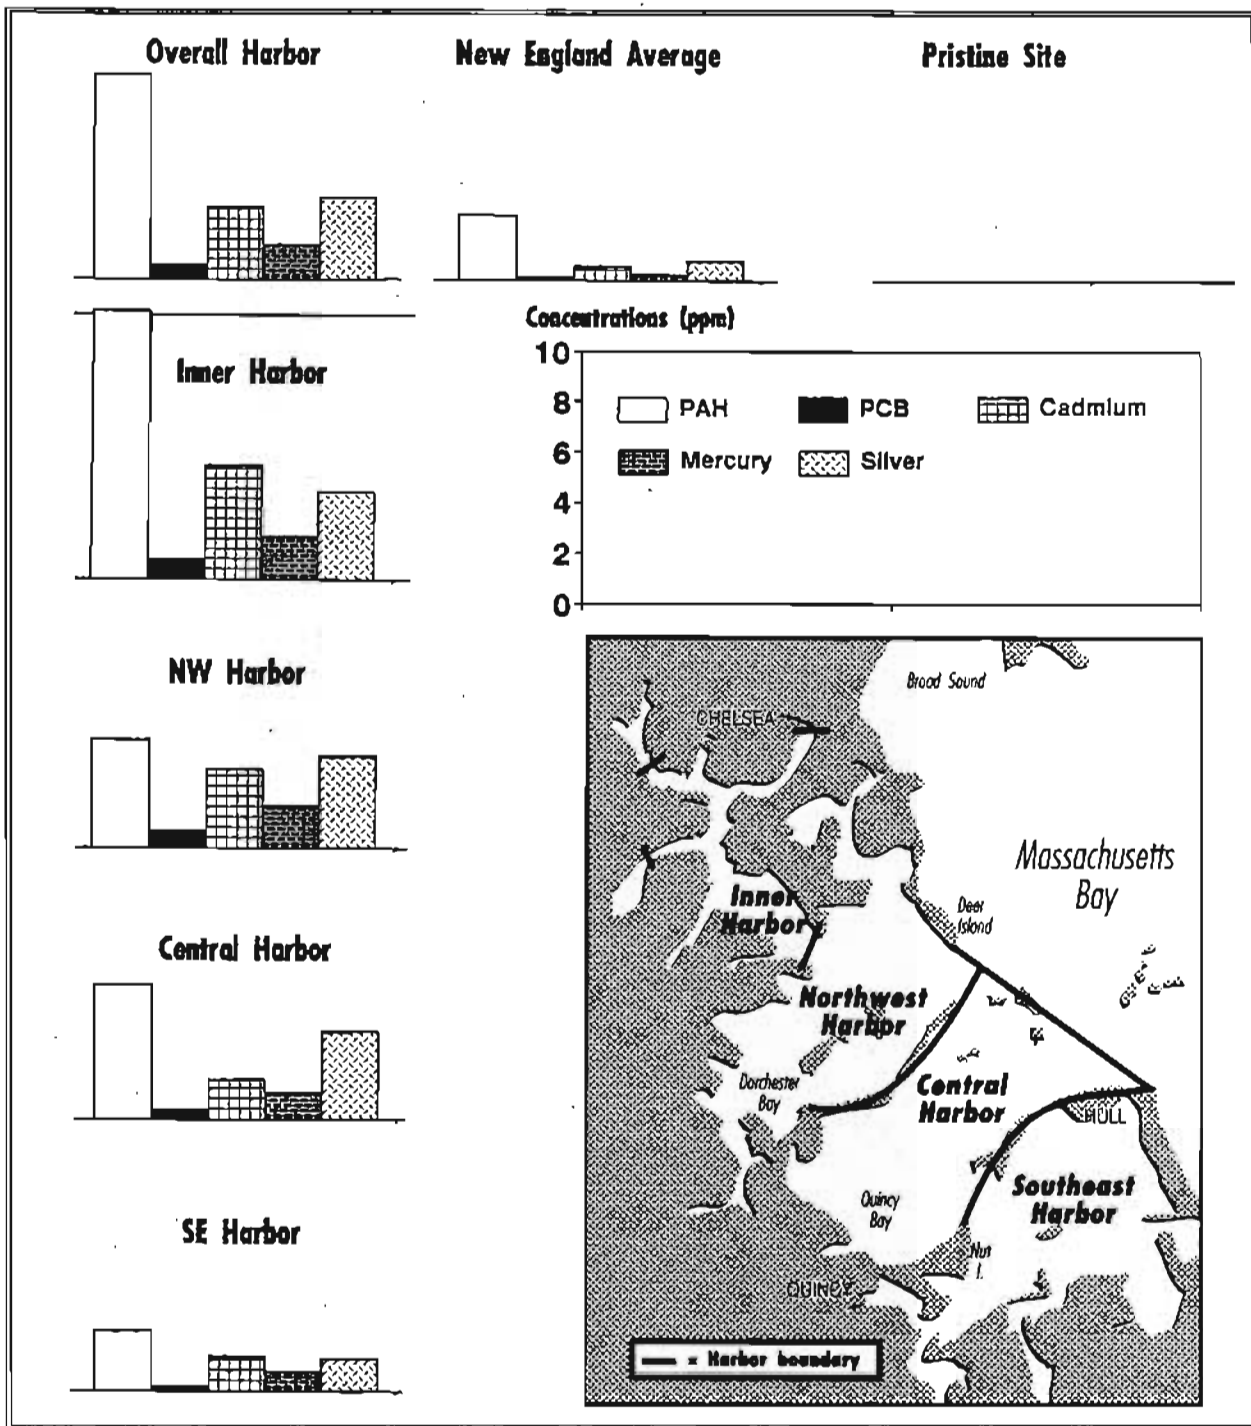 Overall Harbor
New England Average
Pristine Site
Inner Harbor
Concentrations (ppm)
10
8
6
4
2
0
PAH
PCB
Cadmium
Mercury
Silver
NW Harbor
Central Harbor
SE Harbor
Broad Sound
CHELSEA
Massachusetts
Bay
Inner
Harbor
Deer
Island
Northwest
Harbor
Dorchester
Bay
Central
Harbor
HULL
Southeast
Harbor
Quincy
Bay
Nut
I.
QUINCY
= Harbor boundary